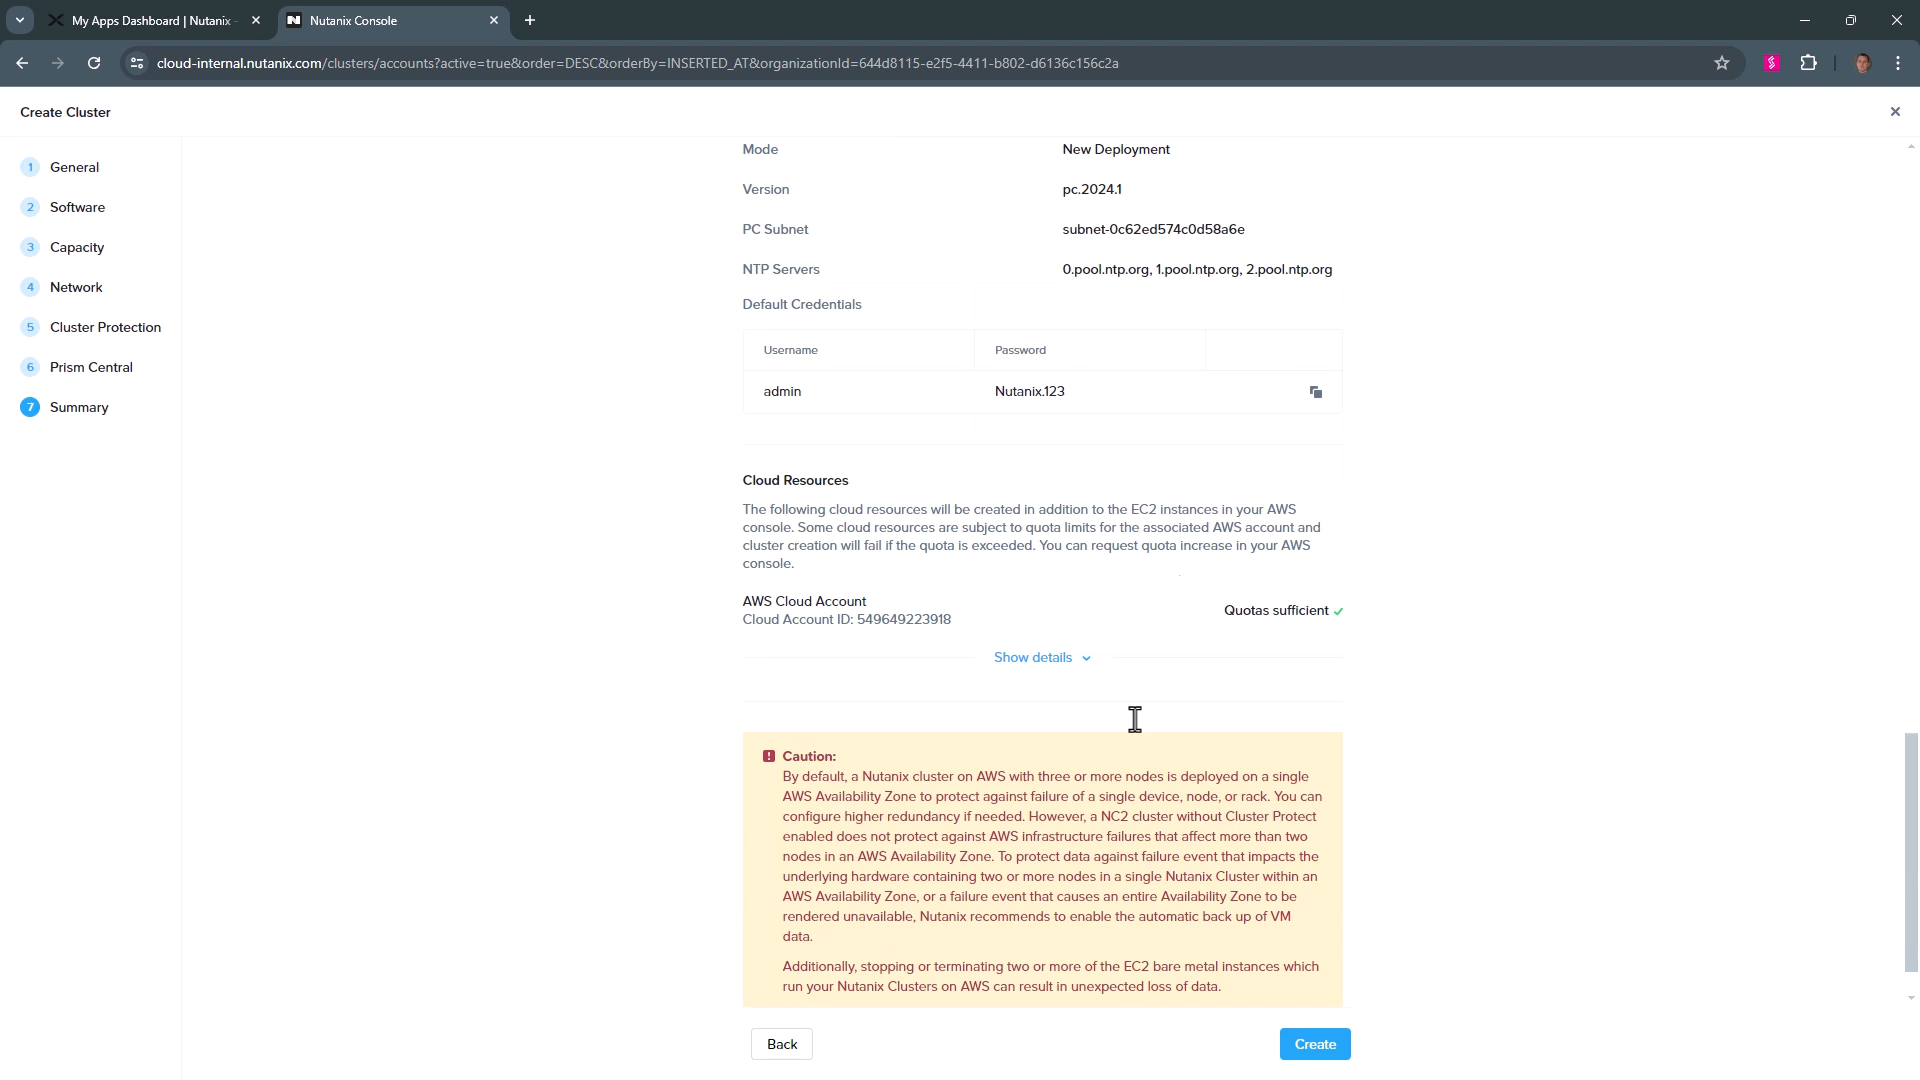 My Apps Dashboard | Nutanix
Nutanix Console
cloud-internal.nutanix.com/clusters/accounts?active=true&order=DESC&orderBy=INSERTED_AT&organizationId=644d8115-e2f5-4411-b802-d6136c156c2a
Create Cluster
1 General
2 Software
3 Capacity
4 Network
5 Cluster Protection
6 Prism Central
7 Summary
Mode New Deployment
Version pc.2024.1
PC Subnet subnet-0c62ed574c0d58a6e
NTP Servers 0.pool.ntp.org, 1.pool.ntp.org, 2.pool.ntp.org
Default Credentials
Username Password
admin Nutanix.123
Cloud Resources
The following cloud resources will be created in addition to the EC2 instances in your AWS
console. Some cloud resources are subject to quota limits for the associated AWS account and
cluster creation will fail if the quota is exceeded. You can request quota increase in your AWS
console.
AWS Cloud Account
Cloud Account ID: 549649223918
Quotas sufficient
Show details
Caution:
By default, a Nutanix cluster on AWS with three or more nodes is deployed on a single
AWS Availability Zone to protect against failure of a single device, node, or rack. You can
configure higher redundancy if needed. However, a NC2 cluster without Cluster Protect
enabled does not protect against AWS infrastructure failures that affect more than two
nodes in an AWS Availability Zone. To protect data against failure event that impacts the
underlying hardware containing two or more nodes in a single Nutanix Cluster within an
AWS Availability Zone, or a failure event that causes an entire Availability Zone to be
rendered unavailable, Nutanix recommends to enable the automatic back up of VM
data.
Additionally, stopping or terminating two or more of the EC2 bare metal instances which
run your Nutanix Clusters on AWS can result in unexpected loss of data.
Back
Create